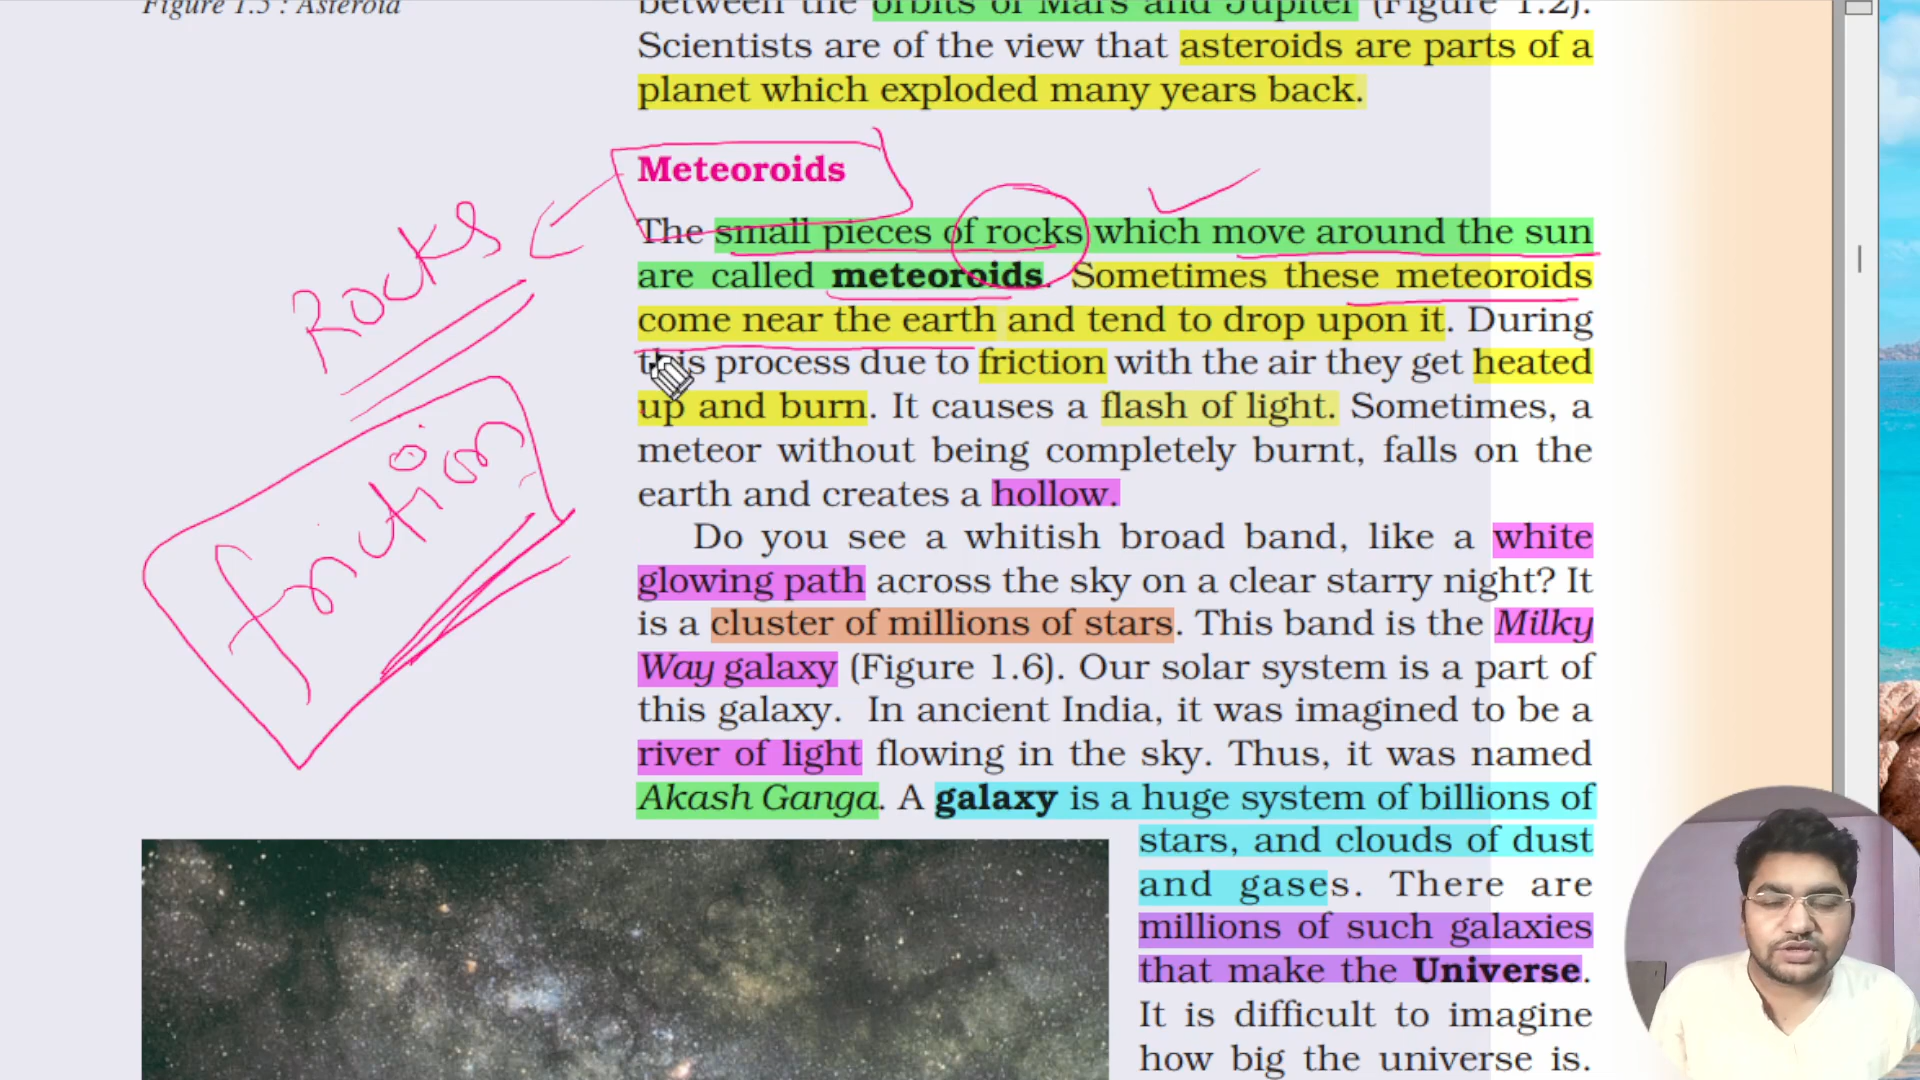 Figure 1.5 : Asteroid
between the orbits of Mars and Jupiter (Figure 1.2).
Scientists are of the view that asteroids are parts of a
planet which exploded many years back.
Meteoroids
The small pieces of rocks which move around the sun
are called meteoroids. Sometimes these meteoroids
come near the earth and tend to drop upon it. During
this process due to friction with the air they get heated
up and burn. It causes a flash of light. Sometimes, a
meteor without being completely burnt, falls on the
earth and creates a hollow.
Do you see a whitish broad band, like a white
glowing path across the sky on a clear starry night? It
is a cluster of millions of stars. This band is the Milky
Way galaxy (Figure 1.6). Our solar system is a part of
this galaxy. In ancient India, it was imagined to be a
river of light flowing in the sky. Thus, it was named
Akash Ganga. A galaxy is a huge system of billions of
stars, and clouds of dust
and gases. There are
millions of such galaxies
that make the Universe.
It is difficult to imagine
how big the universe is.
Rocks
friction